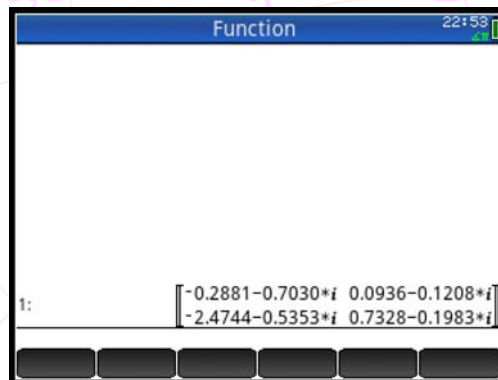 Function
22:53
∡π
1:
[-0.2881-0.7030*i 0.0936-0.1208*i]
[-2.4744-0.5353*i 0.7328-0.1983*i]